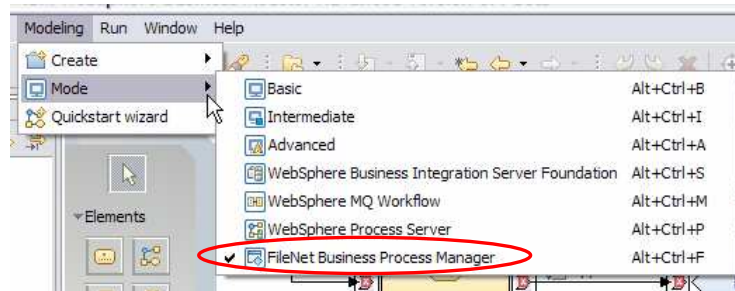 Modeling Run Window Help
Create
Mode
Quickstart wizard
Basic Alt+Ctrl+B
Intermediate Alt+Ctrl+I
Advanced Alt+Ctrl+A
WebSphere Business Integration Server Foundation Alt+Ctrl+S
WebSphere MQ Workflow Alt+Ctrl+M
WebSphere Process Server Alt+Ctrl+P
FileNet Business Process Manager Alt+Ctrl+F
Elements